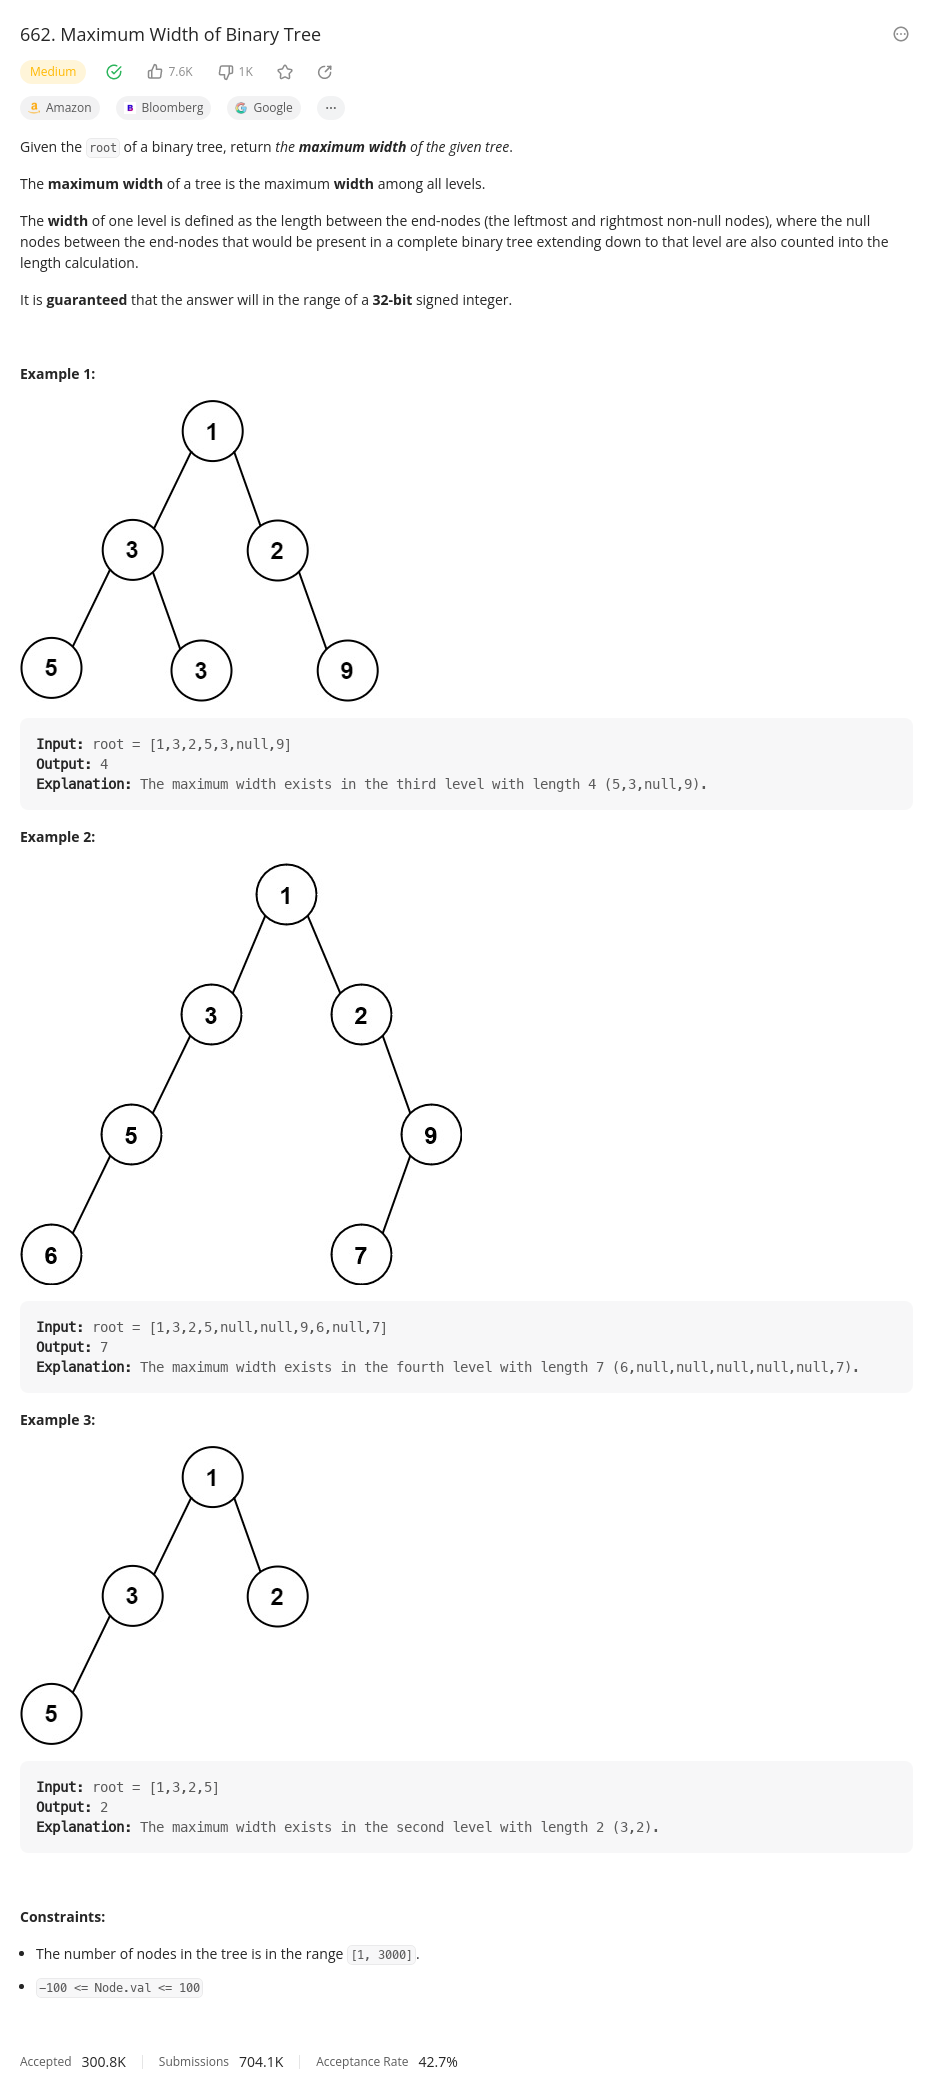 662. Maximum Width of Binary Tree
Medium 7.6K 1K
Amazon Bloomberg Google ...
Given the root of a binary tree, return the maximum width of the given tree.
The maximum width of a tree is the maximum width among all levels.
The width of one level is defined as the length between the end-nodes (the leftmost and rightmost non-null nodes), where the null
nodes between the end-nodes that would be present in a complete binary tree extending down to that level are also counted into the
length calculation.
It is guaranteed that the answer will in the range of a 32-bit signed integer.
Example 1:
1
3 2
5 3 9
Input: root = [1,3,2,5,3,null,9]
Output: 4
Explanation: The maximum width exists in the third level with length 4 (5,3,null,9).
Example 2:
1
3 2
5 9
6 7
Input: root = [1,3,2,5,null,null,9,6,null,7]
Output: 7
Explanation: The maximum width exists in the fourth level with length 7 (6,null,null,null,null,null,7).
Example 3:
1
3 2
5
Input: root = [1,3,2,5]
Output: 2
Explanation: The maximum width exists in the second level with length 2 (3,2).
Constraints:
• The number of nodes in the tree is in the range [1, 3000].
• −100 <= Node.val <= 100
Accepted 300.8K Submissions 704.1K Acceptance Rate 42.7%